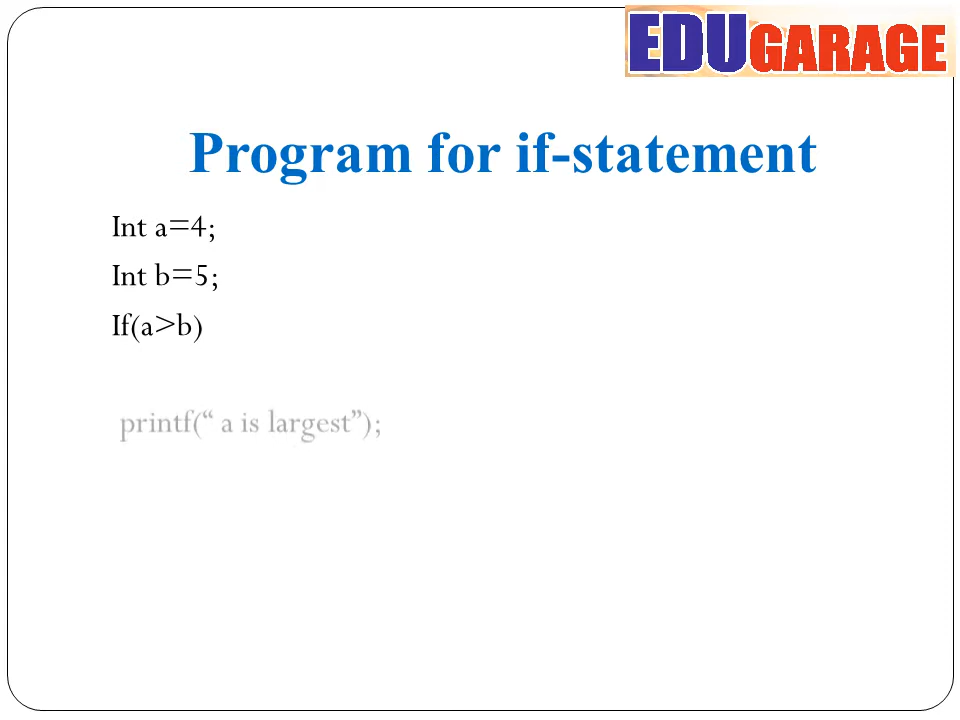 EDUGARAGE
Program for if-statement
Int a=4;
Int b=5;
If(a>b)
printf(“ a is largest”);